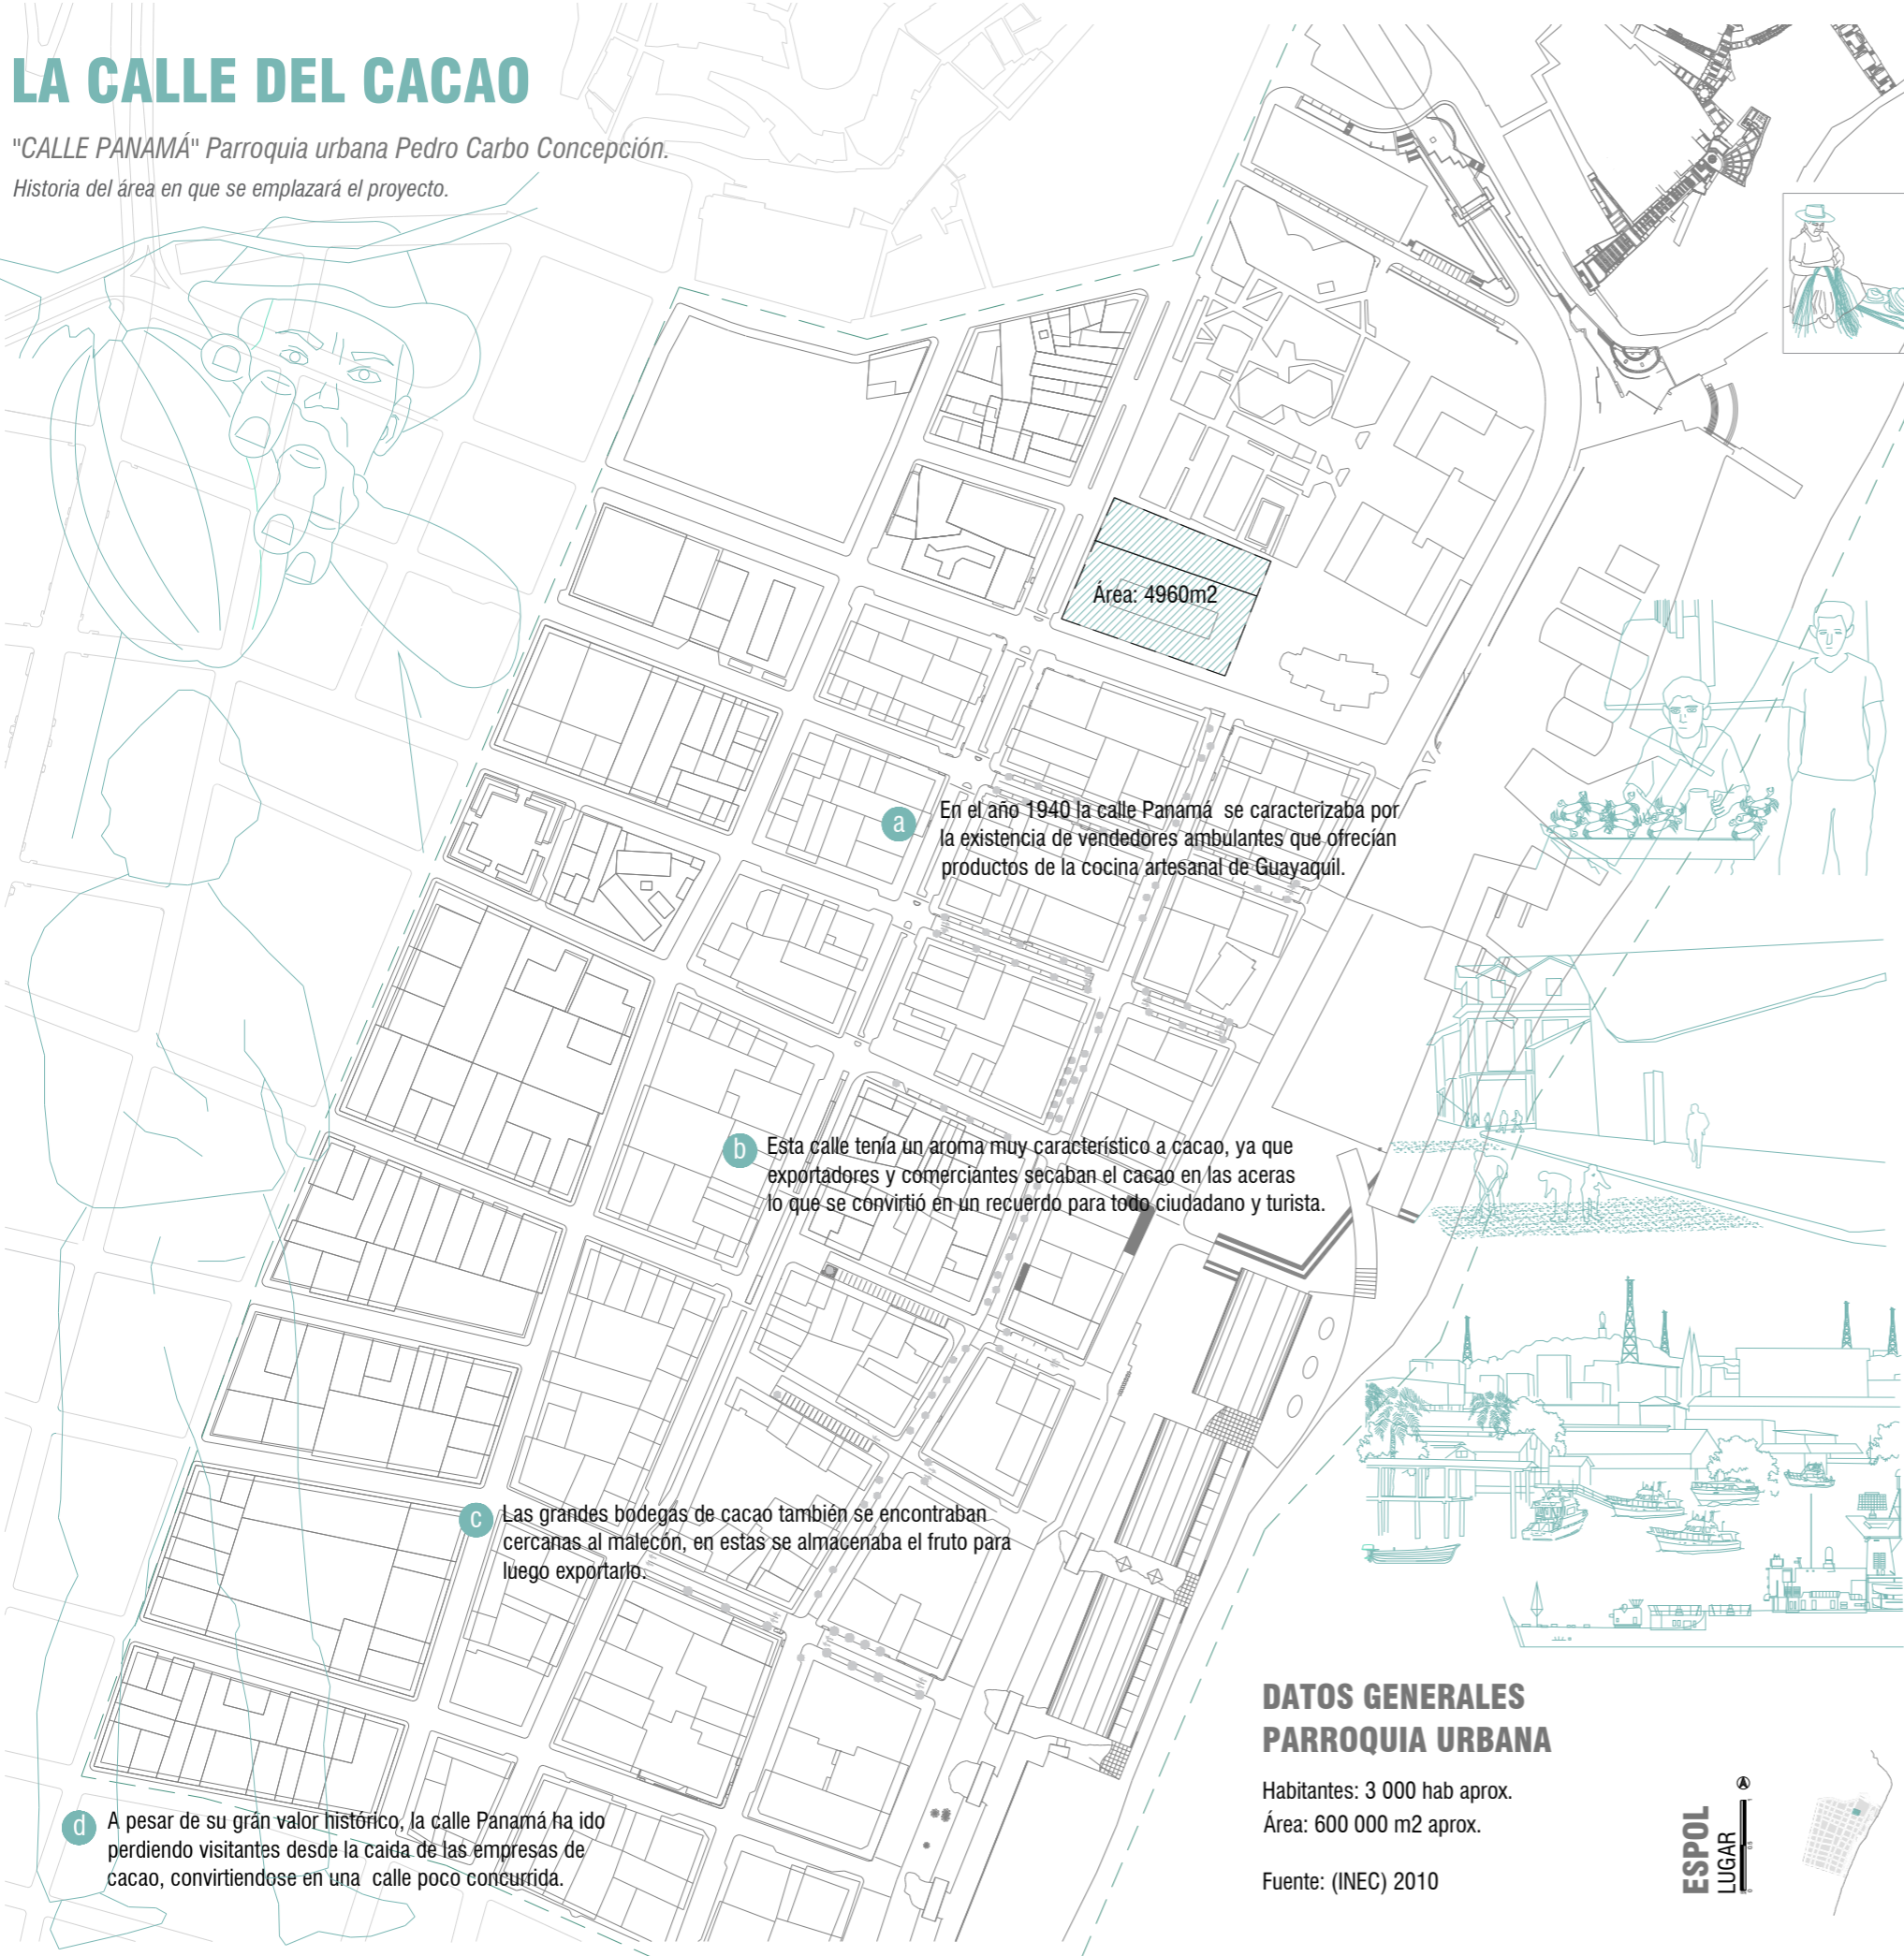 LA CALLE DEL CACAO
"CALLE PANAMÁ" Parroquia urbana Pedro Carbo Concepción.
Historia del área en que se emplazará el proyecto.
Área: 4960m2
a
En el año 1940 la calle Panamá se caracterizaba por
la existencia de vendedores ambulantes que ofrecían
productos de la cocina artesanal de Guayaquil.
b
Esta calle tenía un aroma muy característico a cacao, ya que
exportadores y comerciantes secaban el cacao en las aceras
lo que se convirtió en un recuerdo para todo ciudadano y turista.
c
Las grandes bodegas de cacao también se encontraban
cercanas al malecón, en estas se almacenaba el fruto para
luego exportarlo.
d
A pesar de su grán valor histórico, la calle Panamá ha ido
perdiendo visitantes desde la caida de las empresas de
cacao, convirtiendose en una calle poco concurrida.
DATOS GENERALES
PARROQUIA URBANA
Habitantes: 3 000 hab aprox.
Área: 600 000 m2 aprox.
Fuente: (INEC) 2010
ESPOL
LUGAR